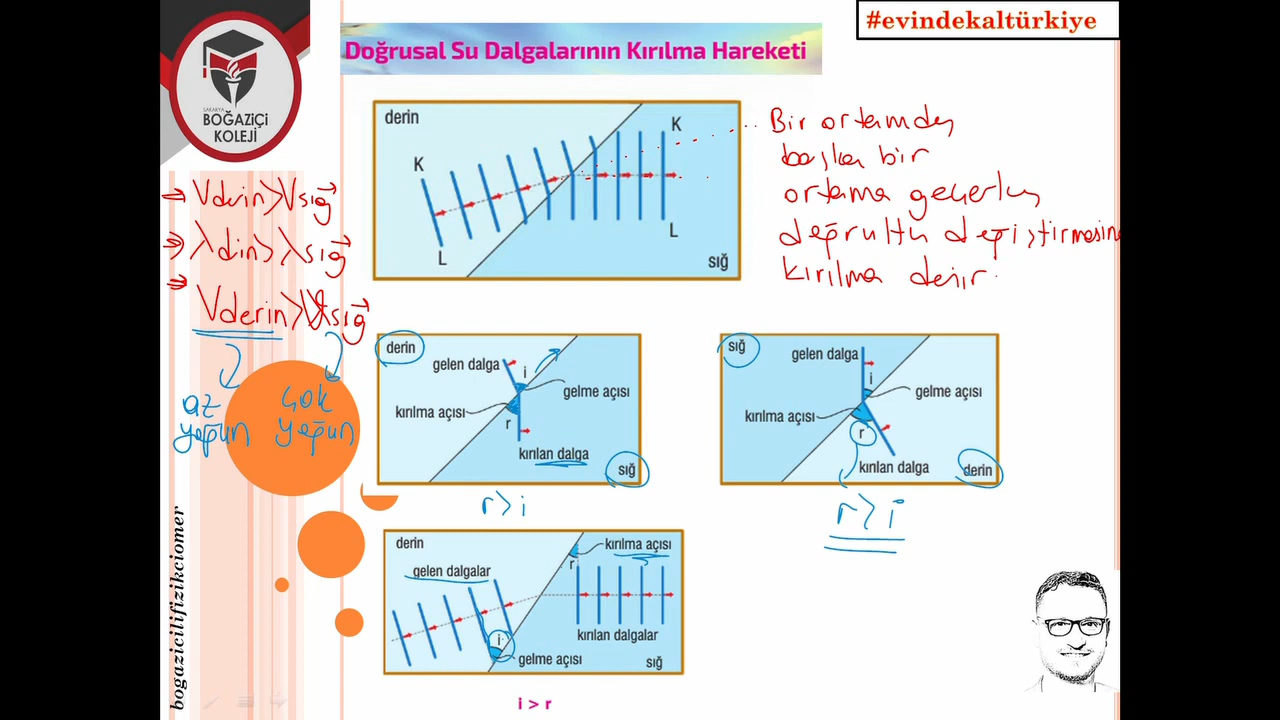 #evindekaltürkiye
SAKARYA
BOĞAZİÇİ
KOLEJİ
Doğrusal Su Dalgalarının Kırılma Hareketi
derin
K
K
L
L
sığ
Bir ortamdan
başka bir
ortama geçerken
doğrultu değiştirmesine
kırılma denir.
⇒ Vderin>Vsığ
⇒ λdin>λsığ
⇒ Vderin>Vsığ
az
yoğun
çok
yoğun
derin
gelen dalga
i
gelme açısı
kırılma açısı
r
kırılan dalga
sığ
r>i
sığ
gelen dalga
i
gelme açısı
kırılma açısı
r
kırılan dalga
derin
r>i
derin
kırılma açısı
r
gelen dalgalar
i
kırılan dalgalar
gelme açısı
sığ
i > r
bogazicilifizikciomer